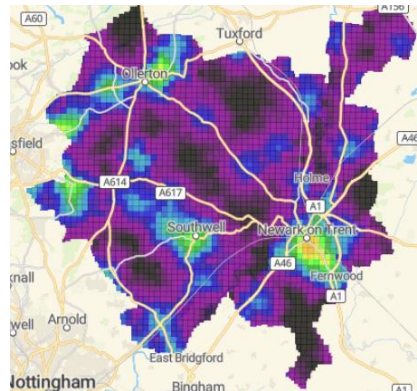 A60
A156
Tuxford
ook
Ollerton
sfield
A46
A614
A617
Holme
A1
Southwell
Newark on Trent
A46
Fernwood
knall
A1
well
Arnold
East Bridgford
Nottingham
Bingham